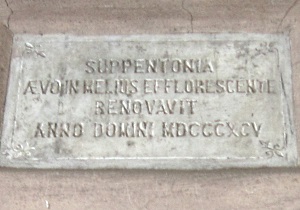 SUPPENTONIA
ÆVO IN MELIUS EFFLORESCENTE
RENOVAVIT
ANNO DOMINI MDCCCXCV